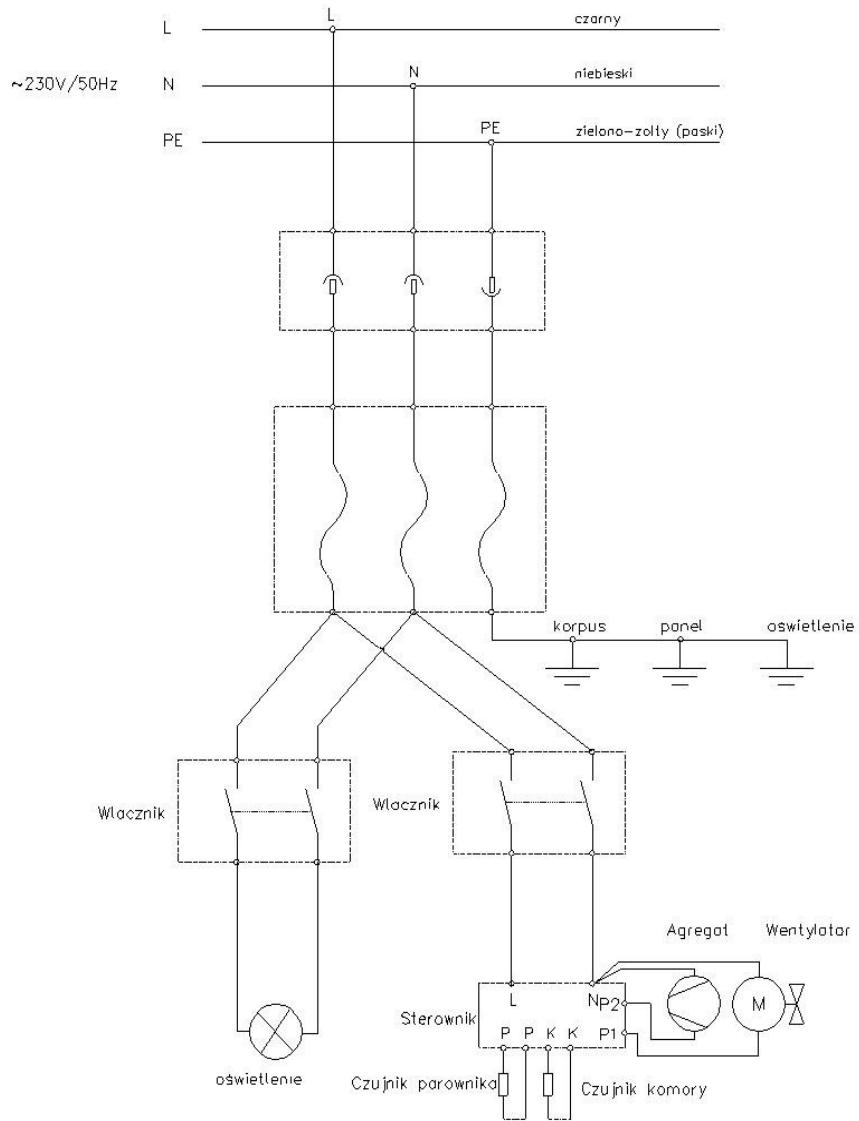 L
L
czarny
~230V/50Hz
N
N
niebieski
PE
PE
zielono-zolty (paski)
korpus
panel
oświetlenie
Wlacznik
Wlacznik
Agregat
Wentylator
L
N
P2
M
Sterownik
P P K K
P1
oświetlenie
Czujnik parownika
Czujnik komory